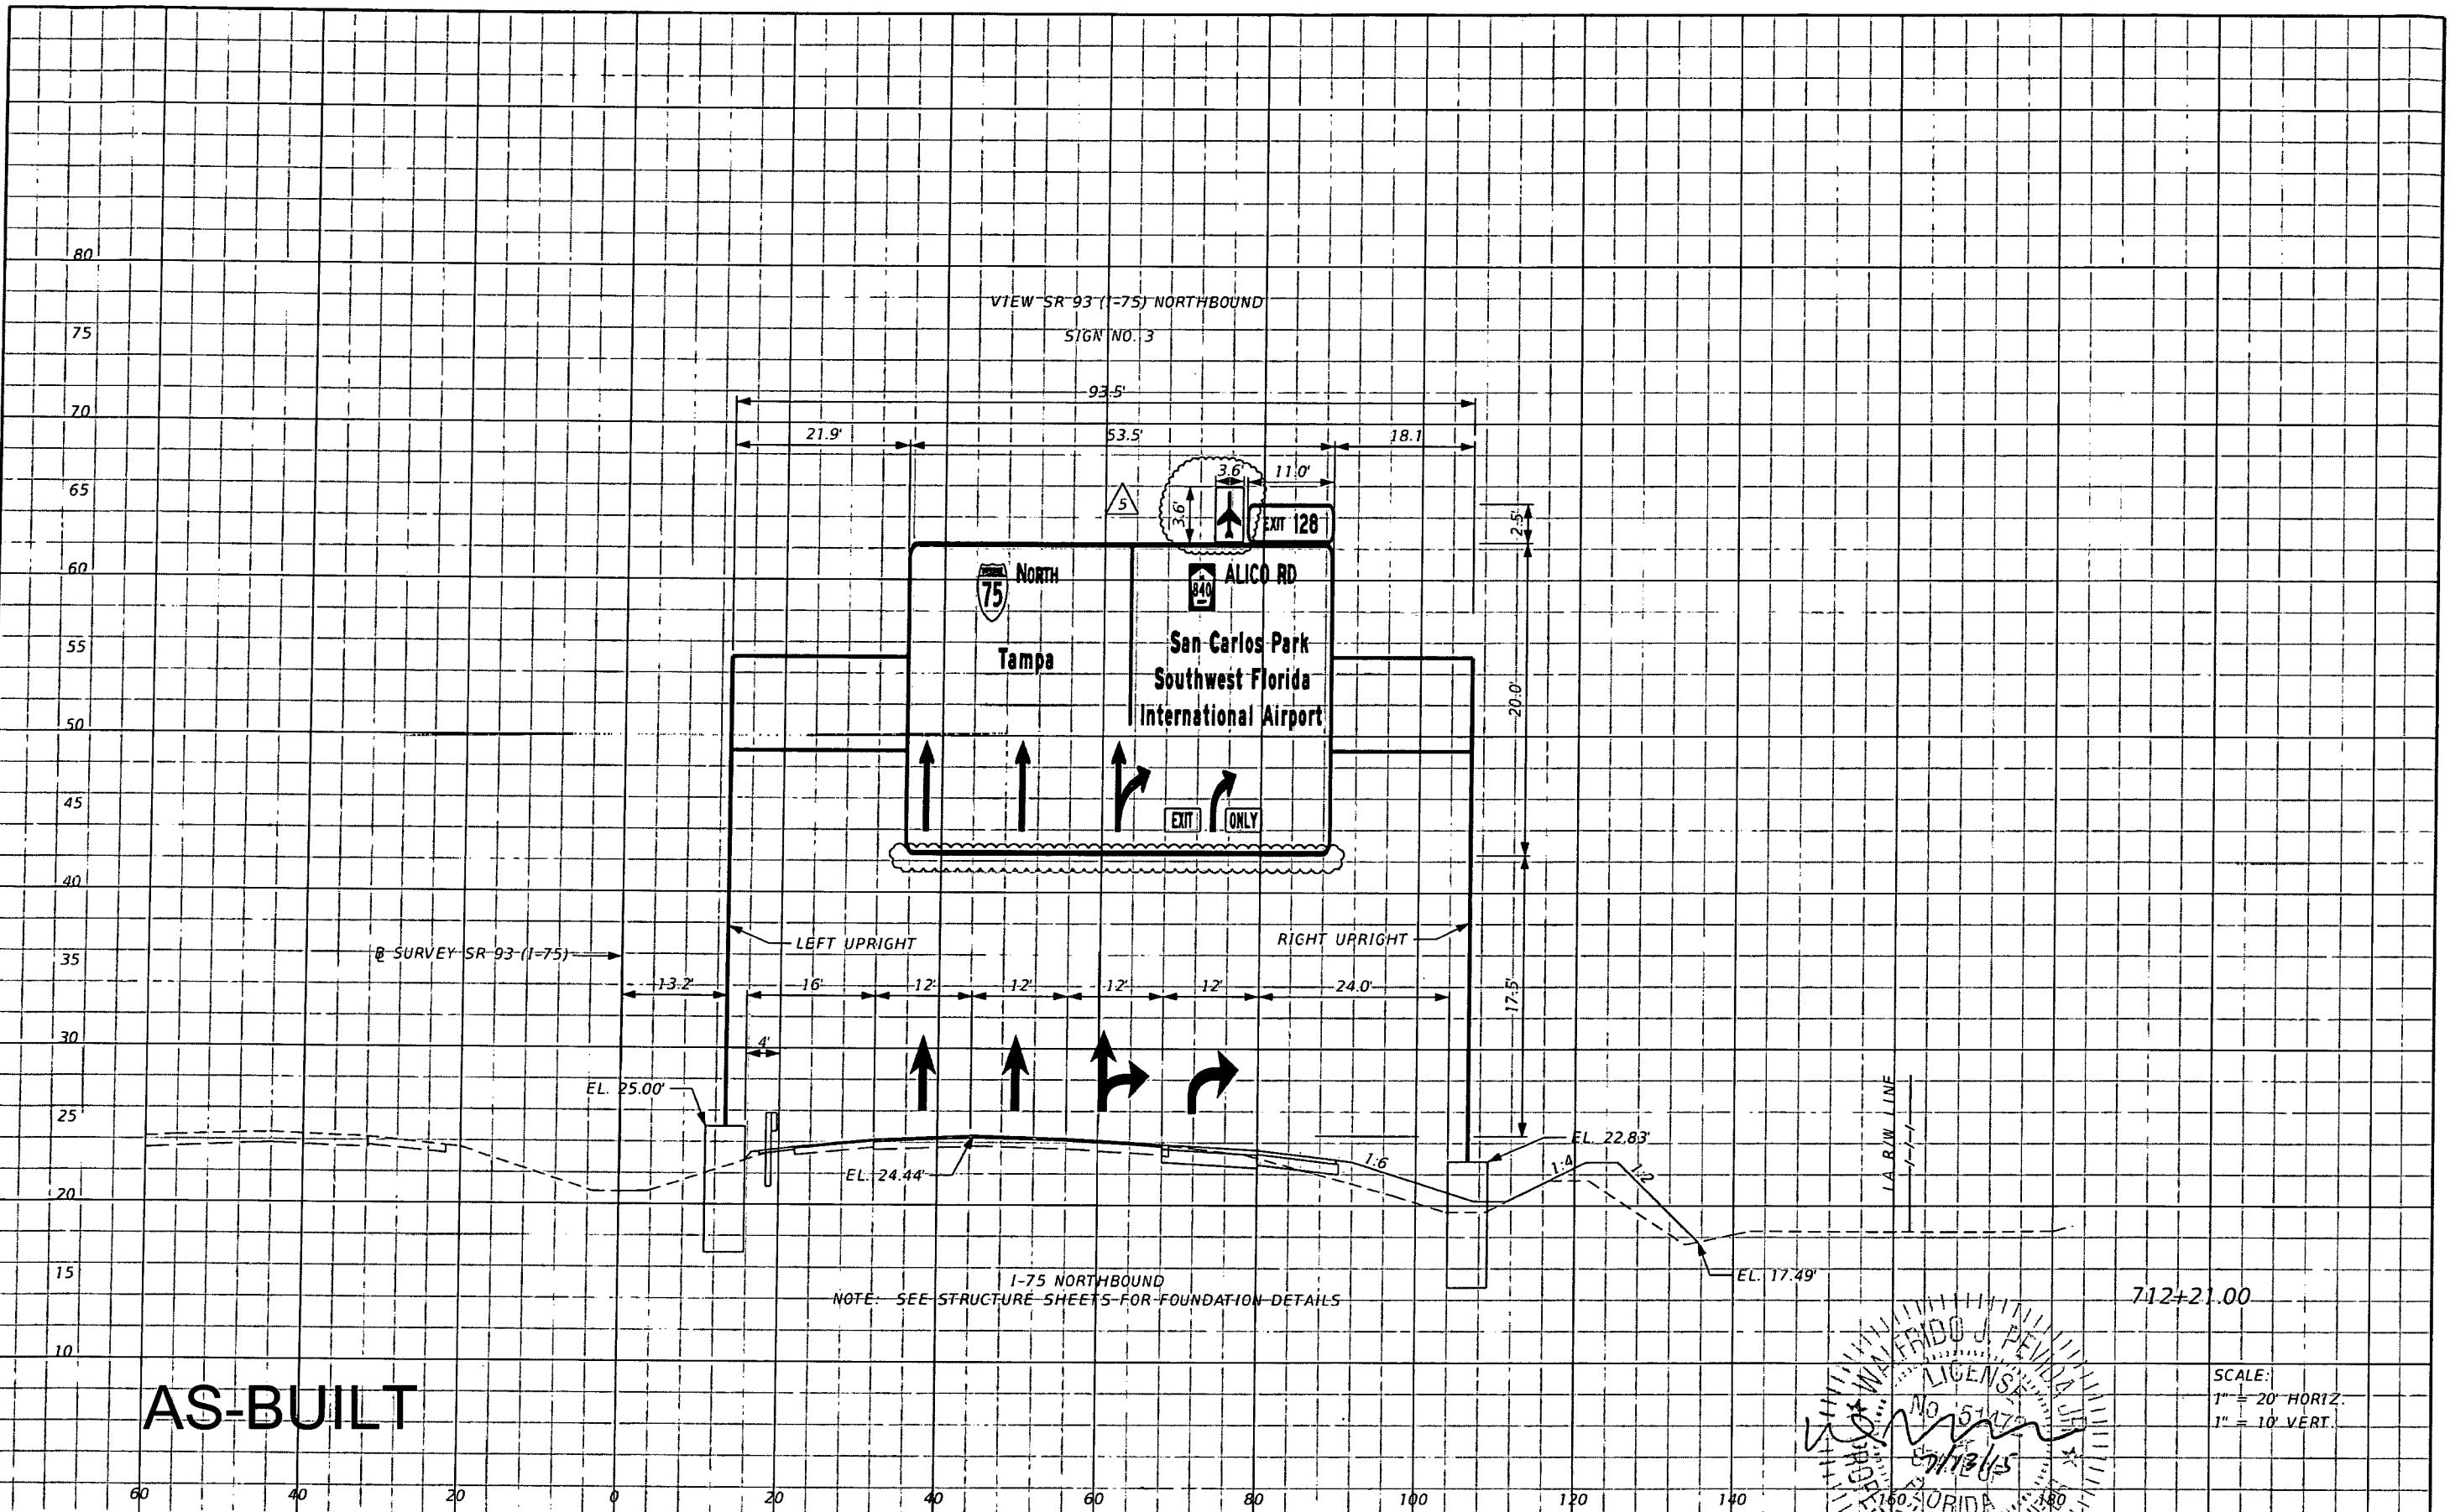 VIEW SR 93 (I-75) NORTHBOUND
SIGN NO. 3
93.5'
21.9'
53.5'
18.1
3.6'
11.0'
5
3.6'
EXIT 128
2.5'
75
NORTH
840
ALICO RD
Tampa
San Carlos Park
Southwest Florida
International Airport
20.0'
EXIT
ONLY
LEFT UPRIGHT
RIGHT UPRIGHT
B SURVEY SR 93 (I-75)
13.2'
16'
12'
12'
12'
12'
24.0'
17.5'
4'
EL. 25.00'
EL. 24.44'
EL. 22.83'
1:6
1:4
1:2
LA R/W LINE
EL. 17.49'
I-75 NORTHBOUND
NOTE: SEE STRUCTURE SHEETS FOR FOUNDATION DETAILS
712+21.00
AS-BUILT
SCALE:
1" = 20' HORIZ.
1" = 10' VERT.
LICENSE
NO
80
75
70
65
60
55
50
45
40
35
30
25
20
15
10
60
40
20
0
20
40
60
80
100
120
140
160
180